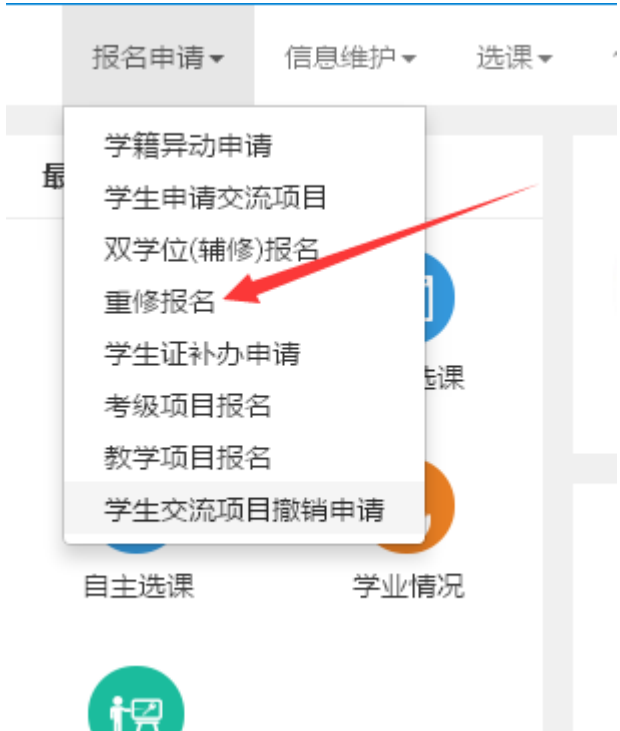 报名申请 信息维护 选课
学籍异动申请
学生申请交流项目
双学位(辅修)报名
重修报名
学生证补办申请
选课
考级项目报名
教学项目报名
学生交流项目撤销申请
自主选课 学业情况